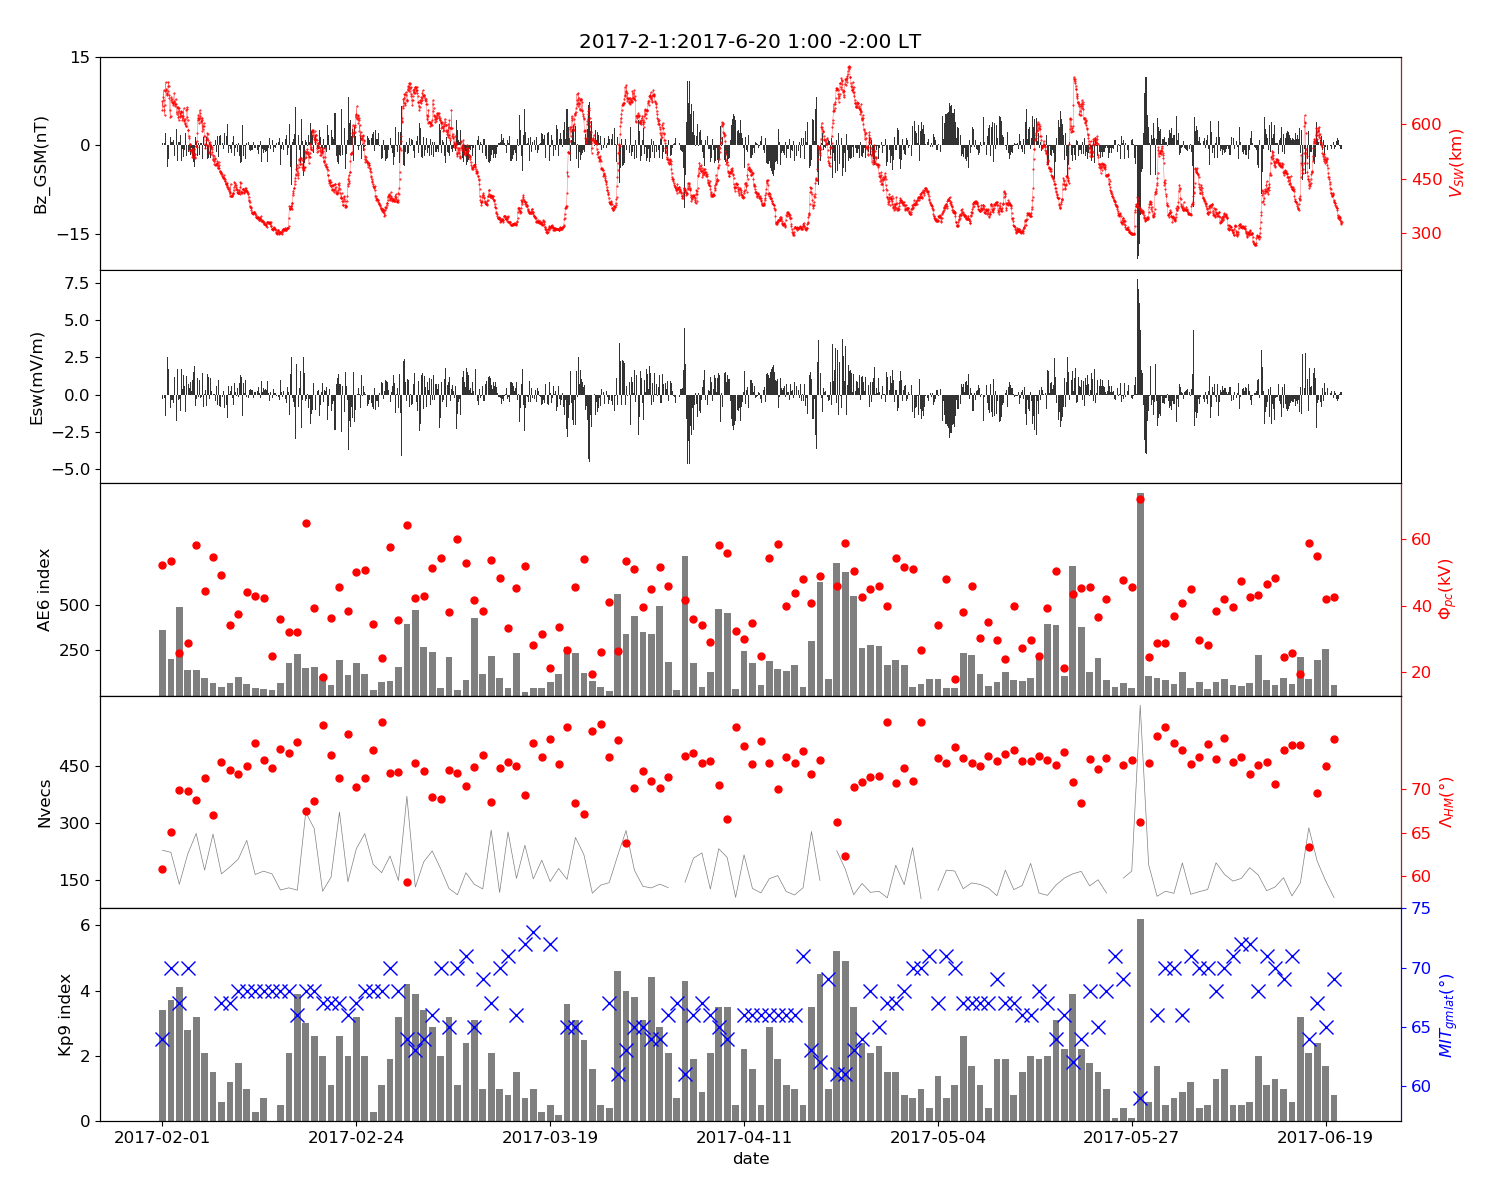 2017-2-1:2017-6-20 1:00 -2:00 LT
Bz_GSM(nT)
15
0
−15
600
450
300
V_SW(km)
Esw(mV/m)
7.5
5.0
2.5
0.0
−2.5
−5.0
AE6 index
500
250
60
40
20
Φ_pc(kV)
Nvecs
450
300
150
70
65
60
Λ_HM(°)
Kp9 index
6
4
2
0
75
70
65
60
MIT_gmlat(°)
2017-02-01 2017-02-24 2017-03-19 2017-04-11 2017-05-04 2017-05-27 2017-06-19
date